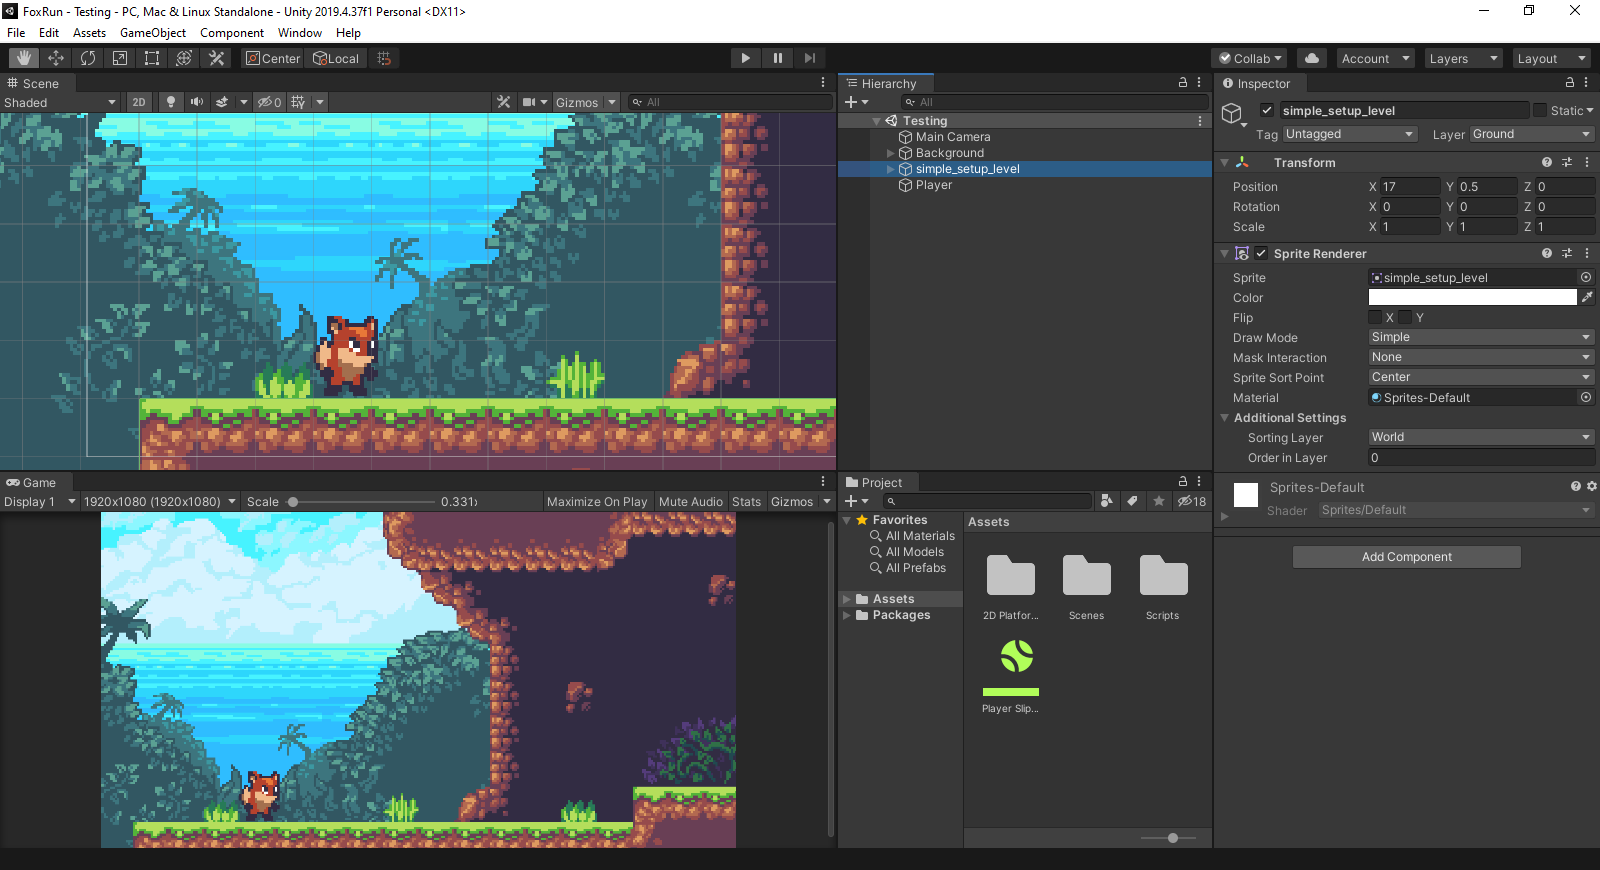 FoxRun - Testing - PC, Mac & Linux Standalone - Unity 2019.4.37f1 Personal <DX11>
File Edit Assets GameObject Component Window Help
Center Local Collab Account Layers Layout
Scene
Shaded 2D 0 Gizmos All
Hierarchy
All
Testing
Main Camera
Background
simple_setup_level
Player
Inspector
simple_setup_level Static
Tag Untagged Layer Ground
Transform
Position X 17 Y 0.5 Z 0
Rotation X 0 Y 0 Z 0
Scale X 1 Y 1 Z 1
Sprite Renderer
Sprite simple_setup_level
Color
Flip X Y
Draw Mode Simple
Mask Interaction None
Sprite Sort Point Center
Material Sprites-Default
Additional Settings
Sorting Layer World
Order in Layer 0
Sprites-Default
Shader Sprites/Default
Add Component
Game
Display 1 1920x1080 (1920x1080) Scale 0.331 Maximize On Play Mute Audio Stats Gizmos
Project
18
Favorites
All Materials
All Models
All Prefabs
Assets
Packages
Assets
2D Platfor... Scenes Scripts
Player Slip...